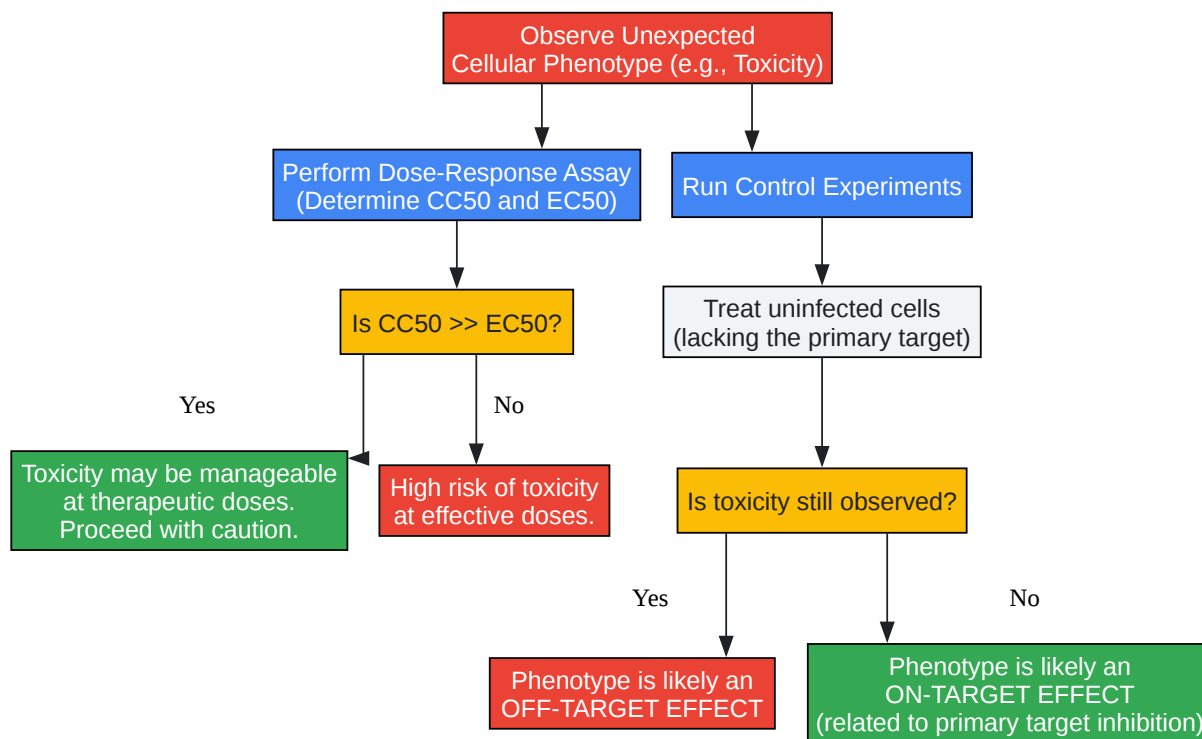 Observe Unexpected
Cellular Phenotype (e.g., Toxicity)
Perform Dose-Response Assay
(Determine CC50 and EC50)
Run Control Experiments
Is CC50 >> EC50?
Treat uninfected cells
(lacking the primary target)
Yes
No
Toxicity may be manageable
at therapeutic doses.
Proceed with caution.
High risk of toxicity
at effective doses.
Is toxicity still observed?
Yes
No
Phenotype is likely an
OFF-TARGET EFFECT
Phenotype is likely an
ON-TARGET EFFECT
(related to primary target inhibition)